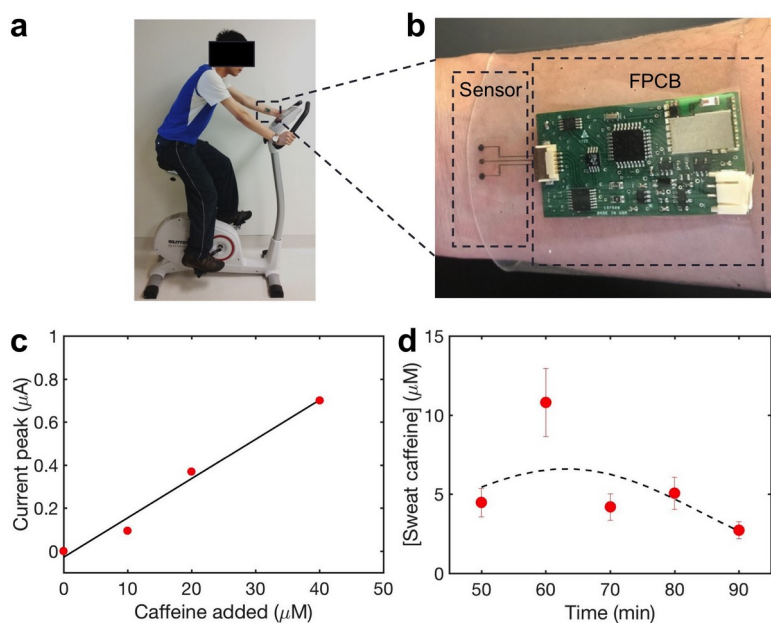 a
b
Sensor
FPCB
c
Current peak (μA)
1
0.8
0.6
0.4
0.2
0
0
10
20
30
40
50
Caffeine added (μM)
d
[Sweat caffeine] (μM)
15
10
5
0
50
60
70
80
90
Time (min)